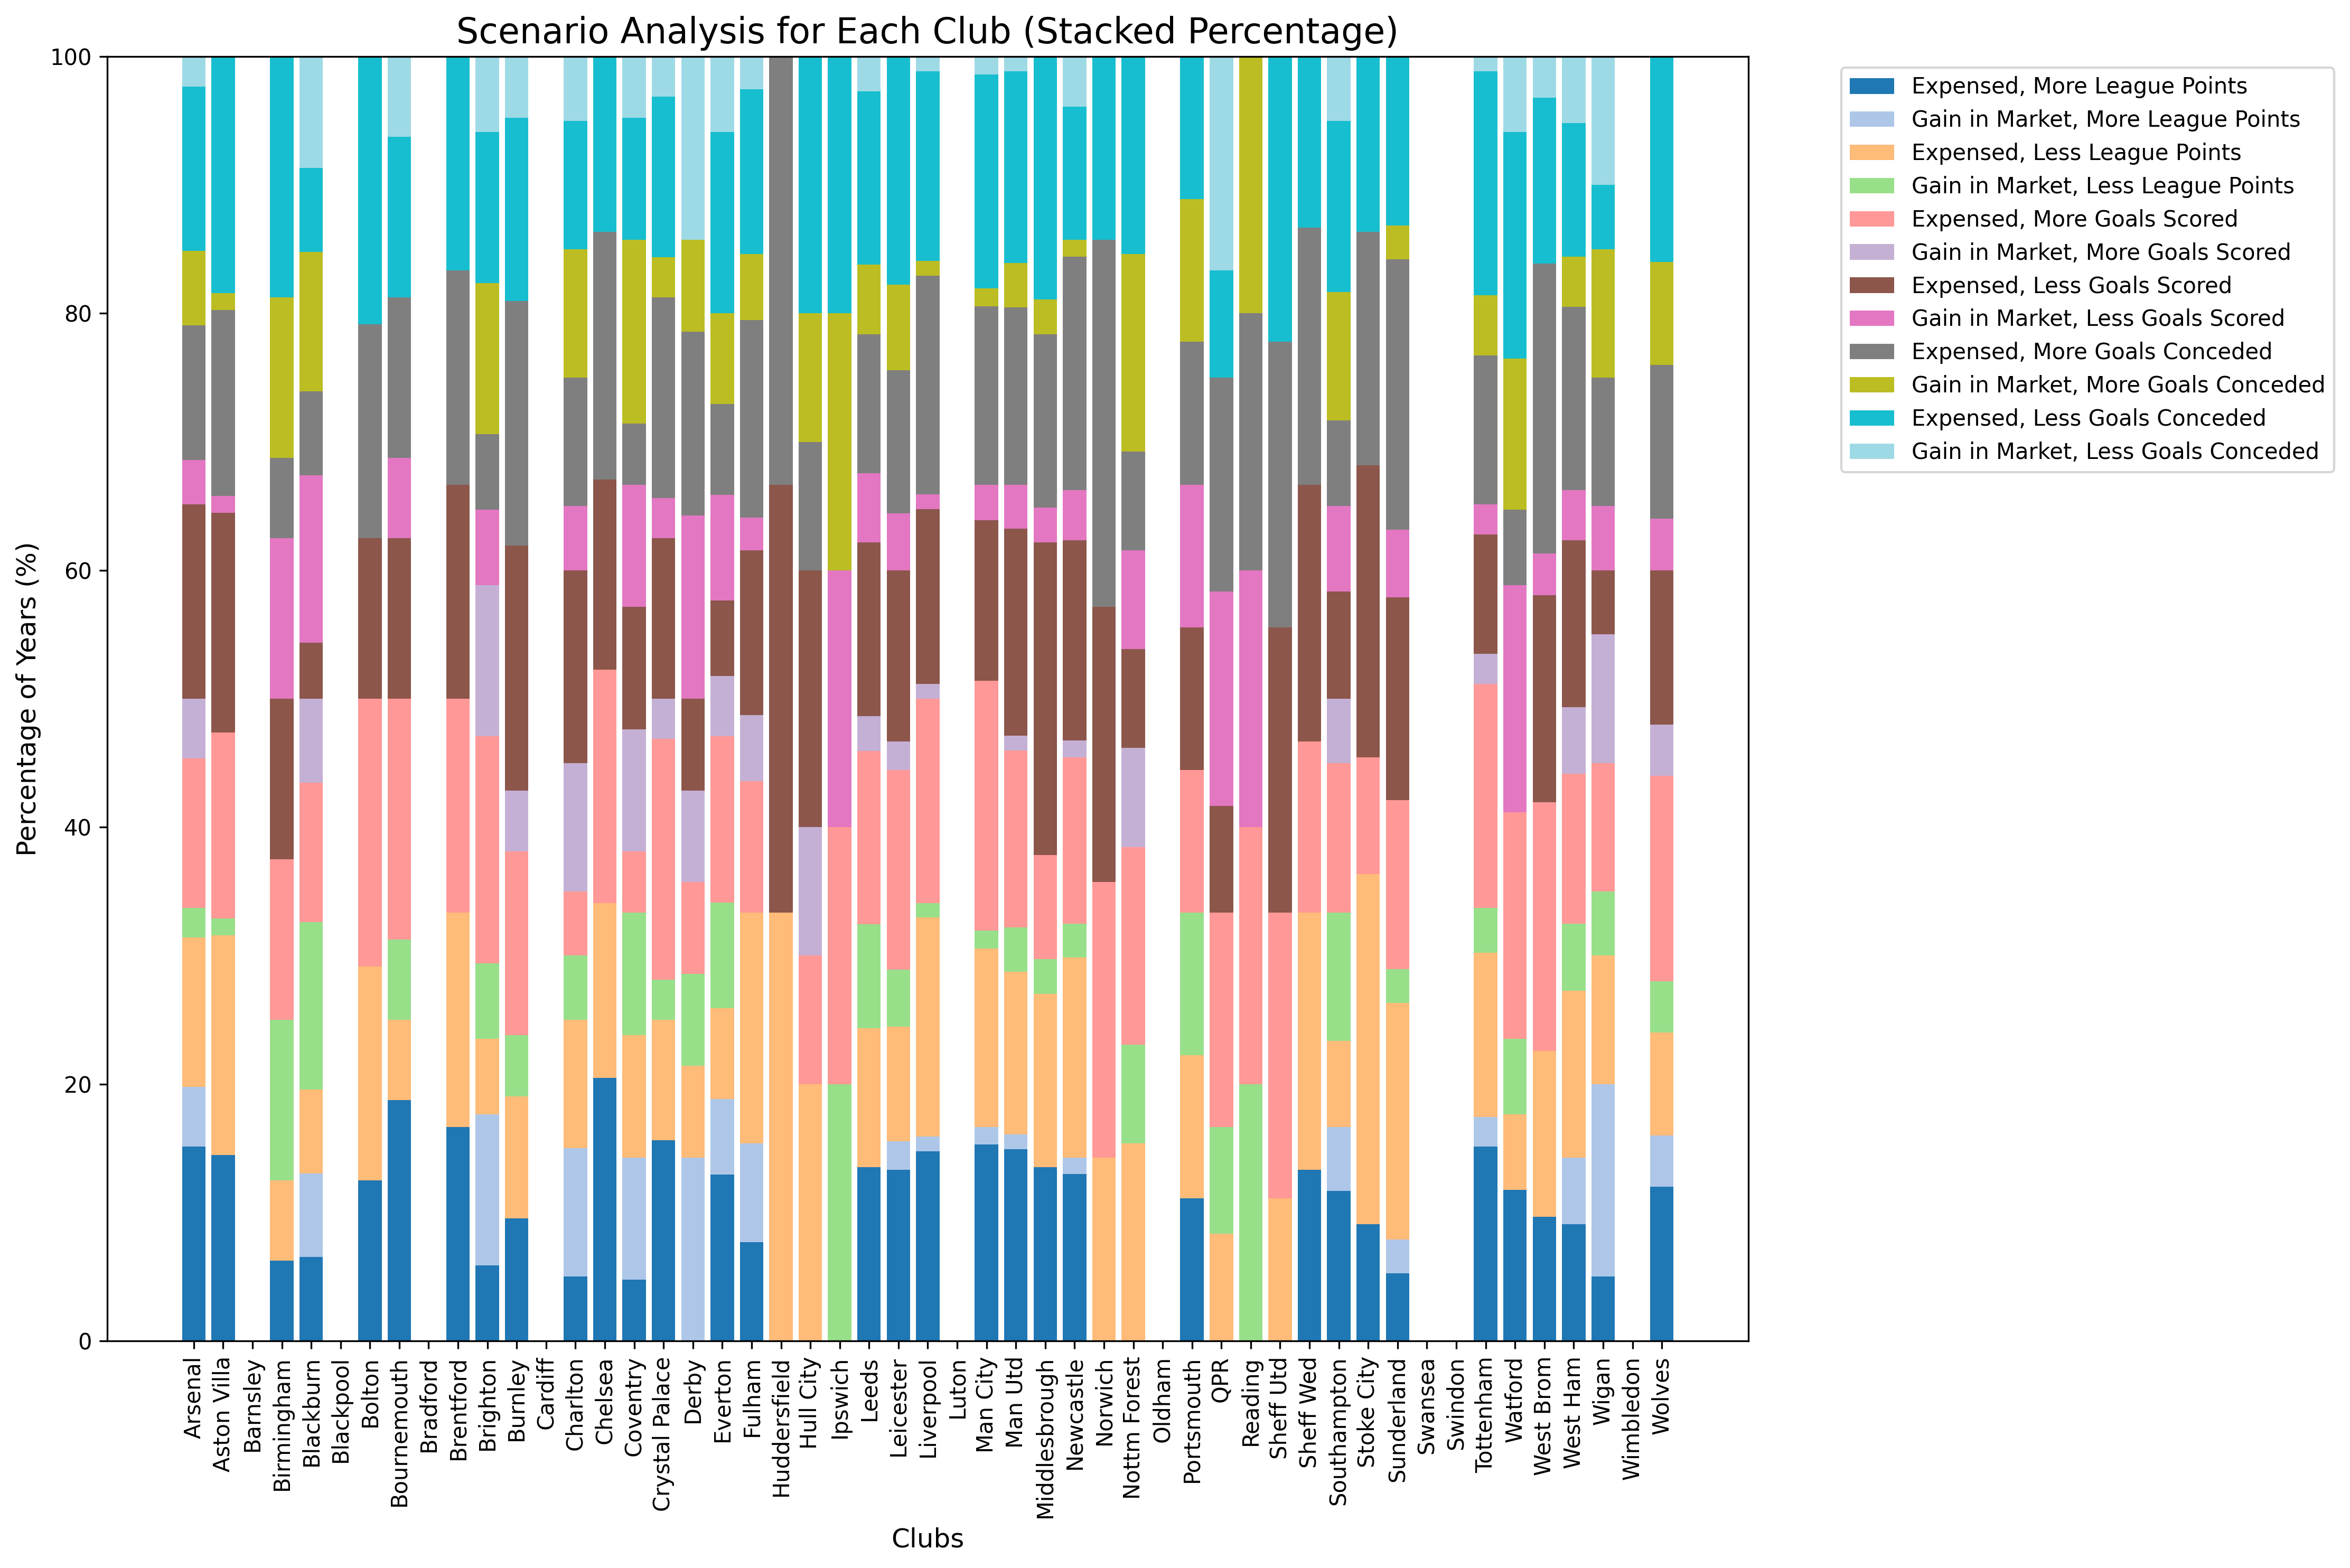 Scenario Analysis for Each Club (Stacked Percentage)
Percentage of Years (%)
100
80
60
40
20
0
Arsenal
Aston Villa
Barnsley
Birmingham
Blackburn
Blackpool
Bolton
Bournemouth
Bradford
Brentford
Brighton
Burnley
Cardiff
Charlton
Chelsea
Coventry
Crystal Palace
Derby
Everton
Fulham
Huddersfield
Hull City
Ipswich
Leeds
Leicester
Liverpool
Luton
Man City
Man Utd
Middlesbrough
Newcastle
Norwich
Nottm Forest
Oldham
Portsmouth
QPR
Reading
Sheff Utd
Sheff Wed
Southampton
Stoke City
Sunderland
Swansea
Swindon
Tottenham
Watford
West Brom
West Ham
Wigan
Wimbledon
Wolves
Clubs
Expensed, More League Points
Gain in Market, More League Points
Expensed, Less League Points
Gain in Market, Less League Points
Expensed, More Goals Scored
Gain in Market, More Goals Scored
Expensed, Less Goals Scored
Gain in Market, Less Goals Scored
Expensed, More Goals Conceded
Gain in Market, More Goals Conceded
Expensed, Less Goals Conceded
Gain in Market, Less Goals Conceded